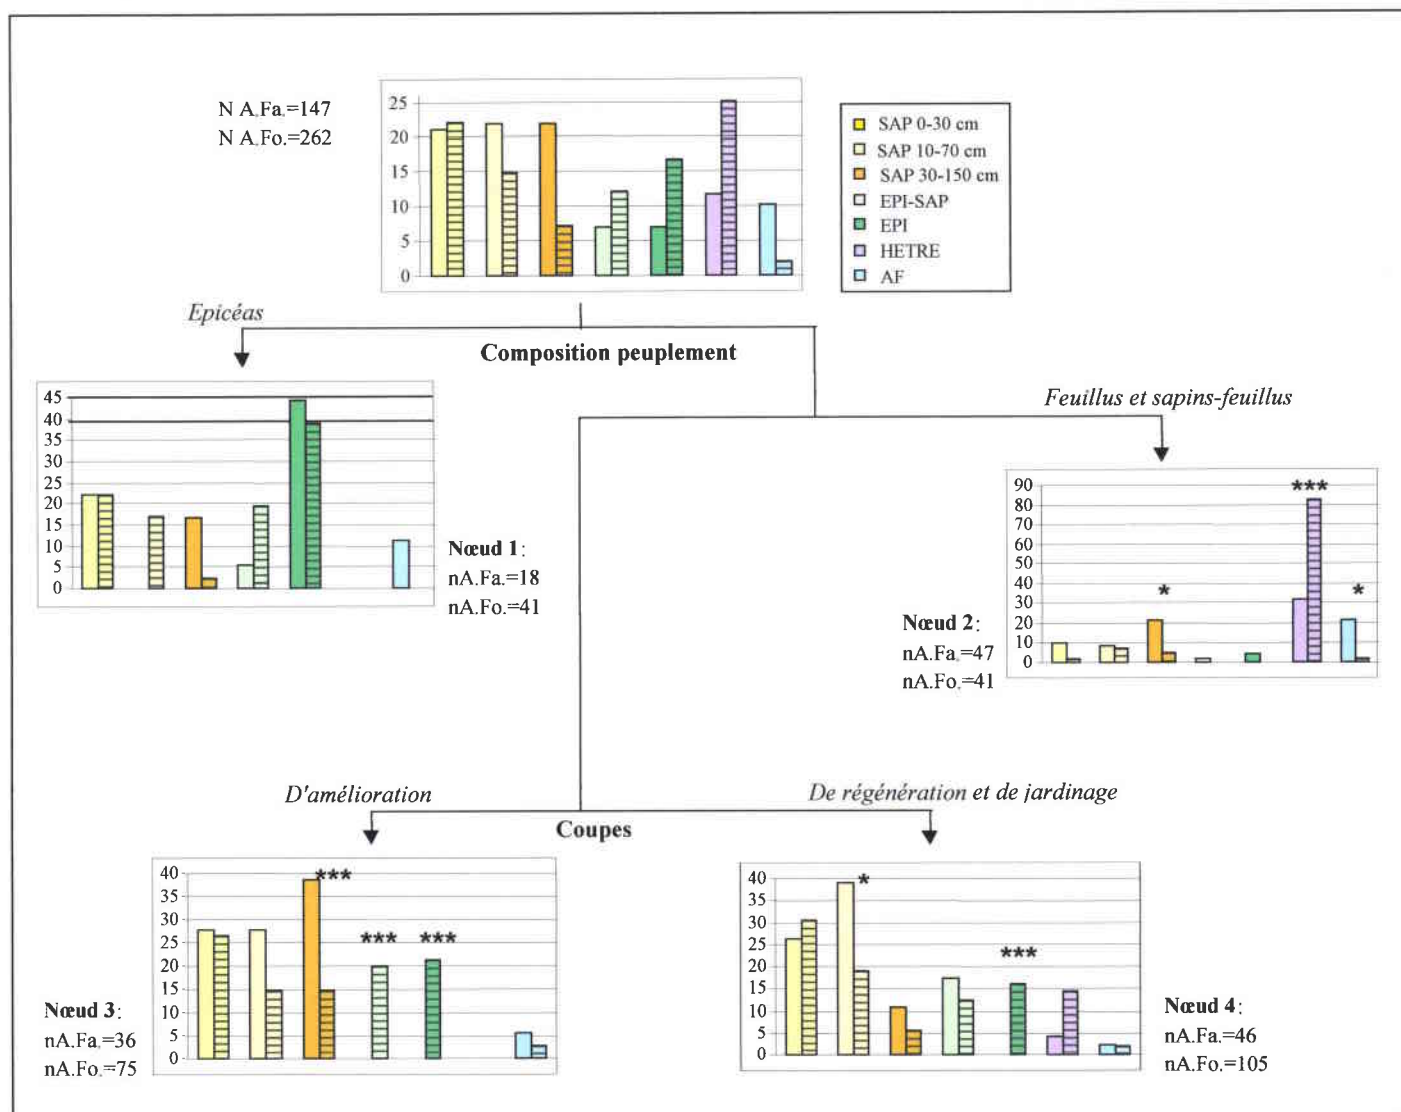 N A.Fa.=147
N A.Fo.=262
25
20
15
10
5
0
SAP 0-30 cm
SAP 10-70 cm
SAP 30-150 cm
EPI-SAP
EPI
HETRE
AF
Epicéas
Composition peuplement
Feuillus et sapins-feuillus
45
40
35
30
25
20
15
10
5
0
Nœud 1:
nA.Fa.=18
nA.Fo.=41
90
80
70
60
50
40
30
20
10
0
***
*
*
Nœud 2:
nA.Fa.=47
nA.Fo.=41
D'amélioration
De régénération et de jardinage
Coupes
40
35
30
25
20
15
10
5
0
***
***
***
Nœud 3:
nA.Fa.=36
nA.Fo.=75
40
35
30
25
20
15
10
5
0
*
***
Nœud 4:
nA.Fa.=46
nA.Fo.=105